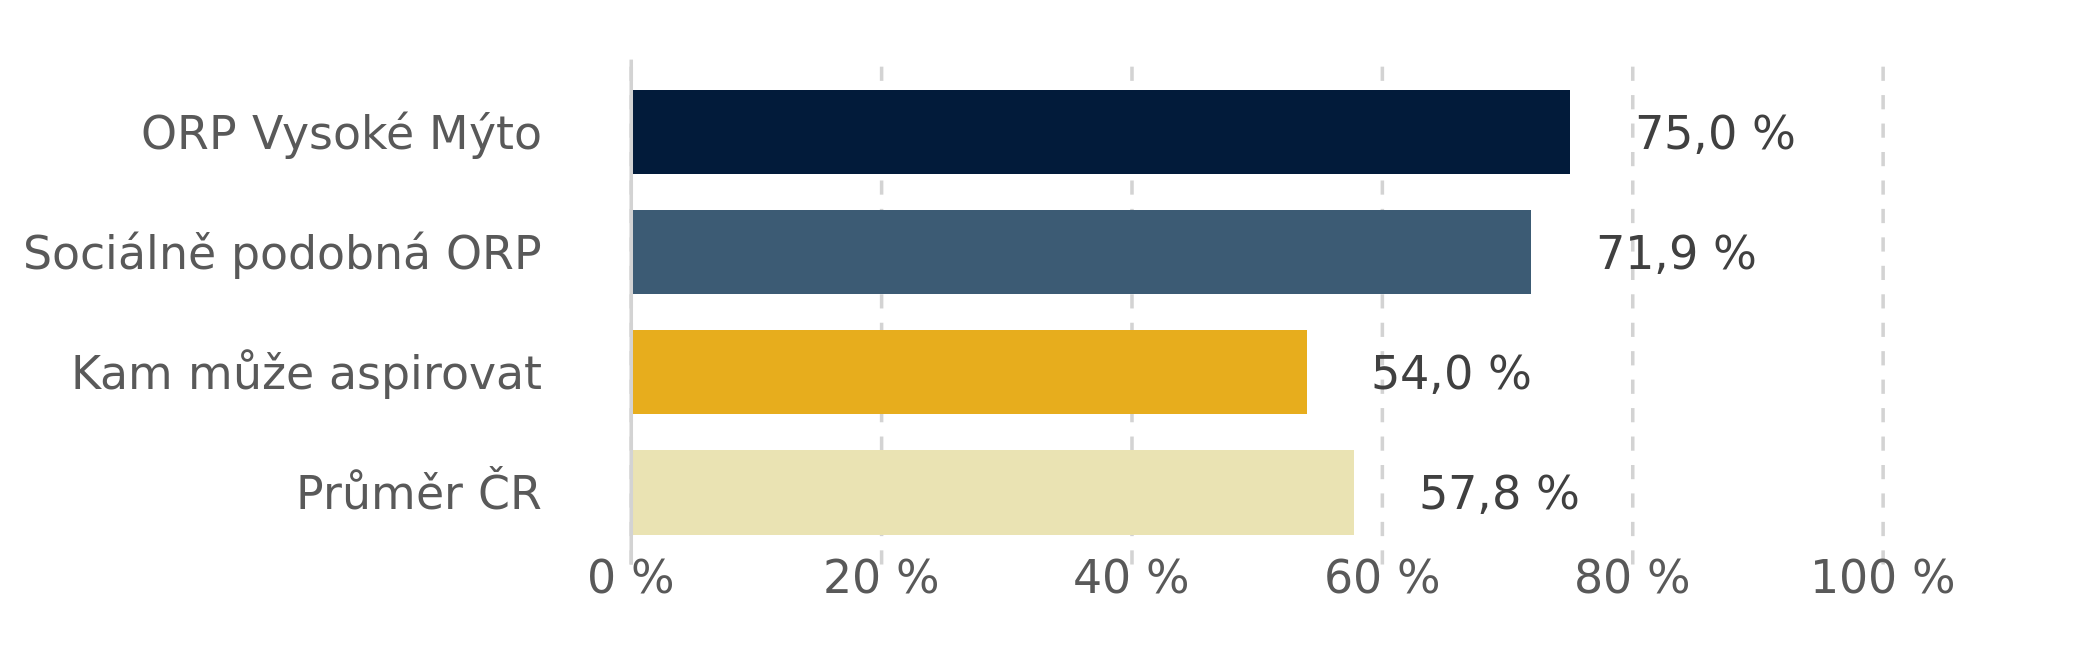 ORP Vysoké Mýto 75,0 %
Sociálně podobná ORP 71,9 %
Kam může aspirovat 54,0 %
Průměr ČR 57,8 %
0 % 20 % 40 % 60 % 80 % 100 %